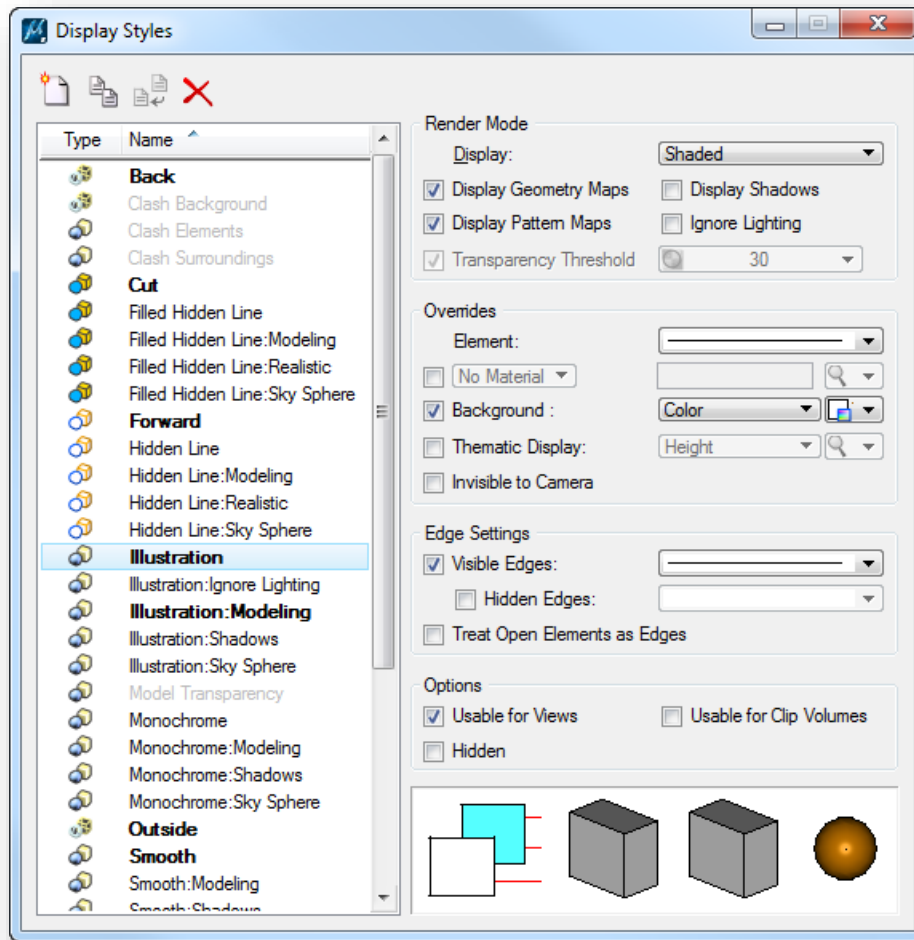 Display Styles
Type Name
Back
Clash Background
Clash Elements
Clash Surroundings
Cut
Filled Hidden Line
Filled Hidden Line:Modeling
Filled Hidden Line:Realistic
Filled Hidden Line:Sky Sphere
Forward
Hidden Line
Hidden Line:Modeling
Hidden Line:Realistic
Hidden Line:Sky Sphere
Illustration
Illustration:Ignore Lighting
Illustration:Modeling
Illustration:Shadows
Illustration:Sky Sphere
Model Transparency
Monochrome
Monochrome:Modeling
Monochrome:Shadows
Monochrome:Sky Sphere
Outside
Smooth
Smooth:Modeling
Smooth:Shadows
Render Mode
Display: Shaded
Display Geometry Maps Display Shadows
Display Pattern Maps Ignore Lighting
Transparency Threshold 30
Overrides
Element:
No Material
Background : Color
Thematic Display: Height
Invisible to Camera
Edge Settings
Visible Edges:
Hidden Edges:
Treat Open Elements as Edges
Options
Usable for Views Usable for Clip Volumes
Hidden